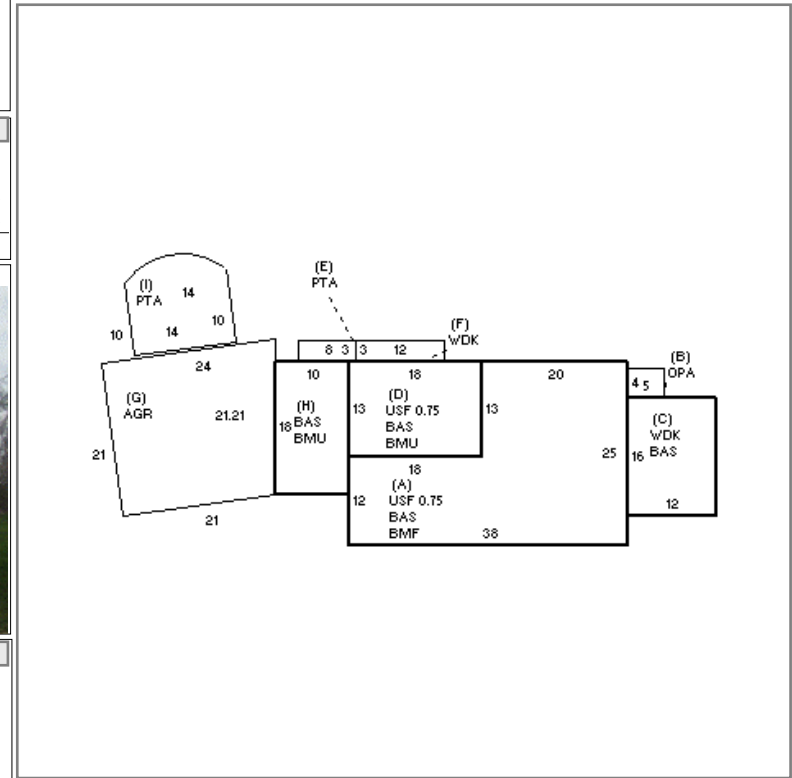 (E)
PTA
(I)
PTA
14
10
14
10
(F)
WDK
8 3 3 12
(B)
OPA
4 5
24
10
18
20
(G)
AGR
21.21
21
21
(H)
18 BAS
BMU
13
(D)
USF 0.75
BAS
BMU
13
18
25
(C)
WDK
16 BAS
12
12
(A)
USF 0.75
BAS
BMF
38